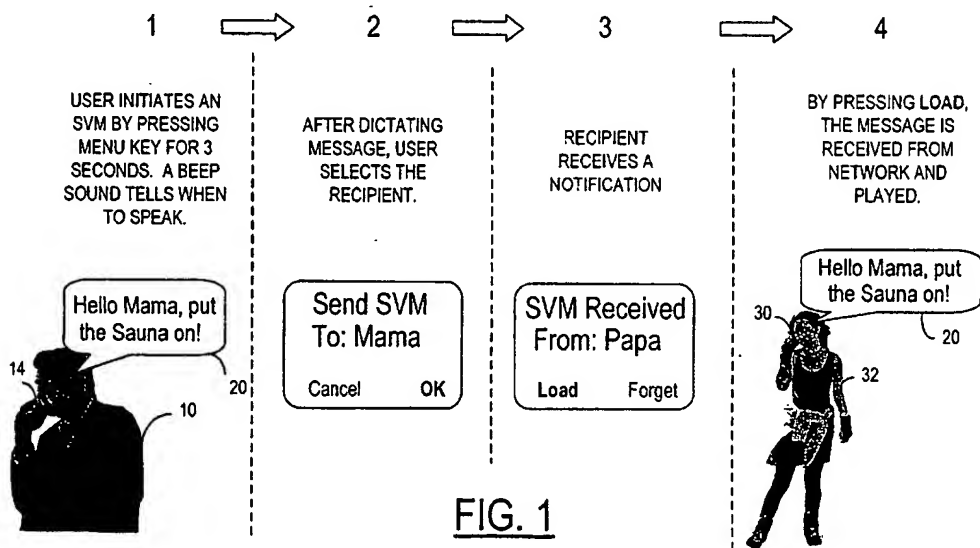 1
2
3
4
USER INITIATES AN
SVM BY PRESSING
MENU KEY FOR 3
SECONDS. A BEEP
SOUND TELLS WHEN
TO SPEAK.
Hello Mama, put
the Sauna on!
14
20
10
AFTER DICTATING
MESSAGE, USER
SELECTS THE
RECIPIENT.
Send SVM
To: Mama
Cancel OK
RECIPIENT
RECEIVES A
NOTIFICATION
SVM Received
From: Papa
Load Forget
BY PRESSING LOAD,
THE MESSAGE IS
RECEIVED FROM
NETWORK AND
PLAYED.
Hello Mama, put
the Sauna on!
30
20
32
FIG. 1